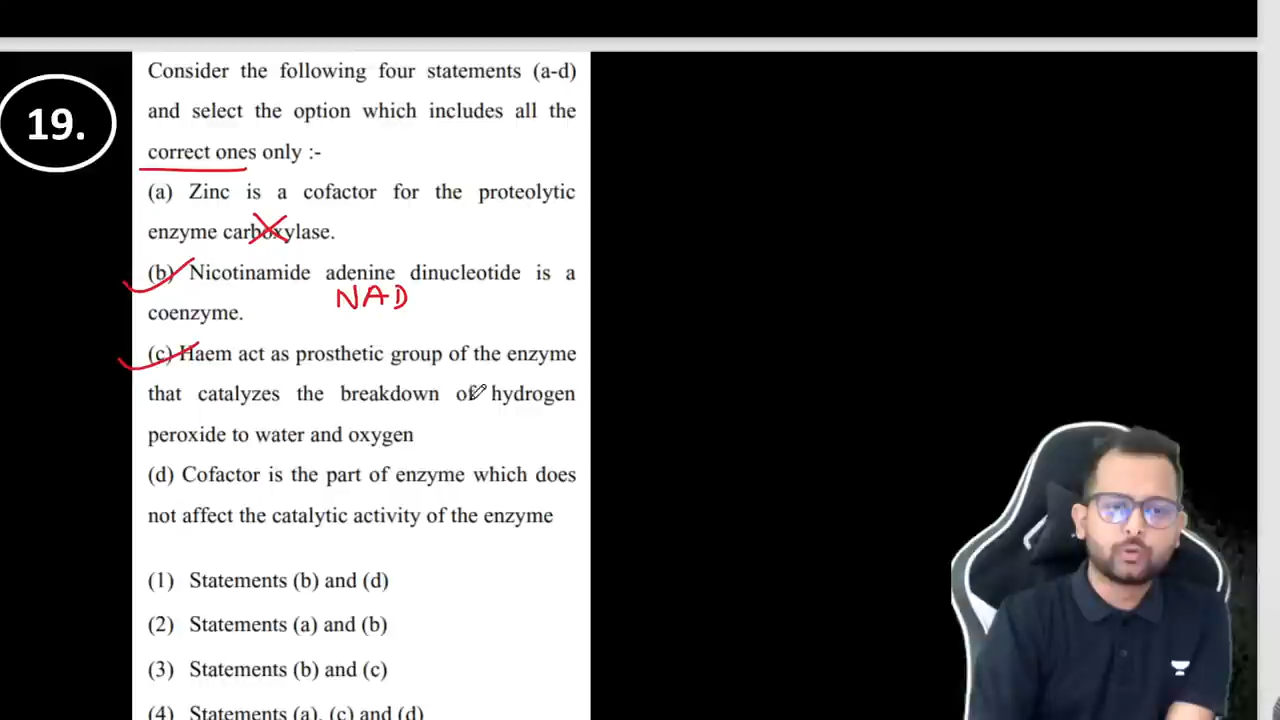 19.
Consider the following four statements (a-d)
and select the option which includes all the
correct ones only :-
(a) Zinc is a cofactor for the proteolytic
enzyme carboxylase.
(b) Nicotinamide adenine dinucleotide is a
NAD
coenzyme.
(c) Haem act as prosthetic group of the enzyme
that catalyzes the breakdown of hydrogen
peroxide to water and oxygen
(d) Cofactor is the part of enzyme which does
not affect the catalytic activity of the enzyme
(1) Statements (b) and (d)
(2) Statements (a) and (b)
(3) Statements (b) and (c)
(4) Statements (a), (c) and (d)